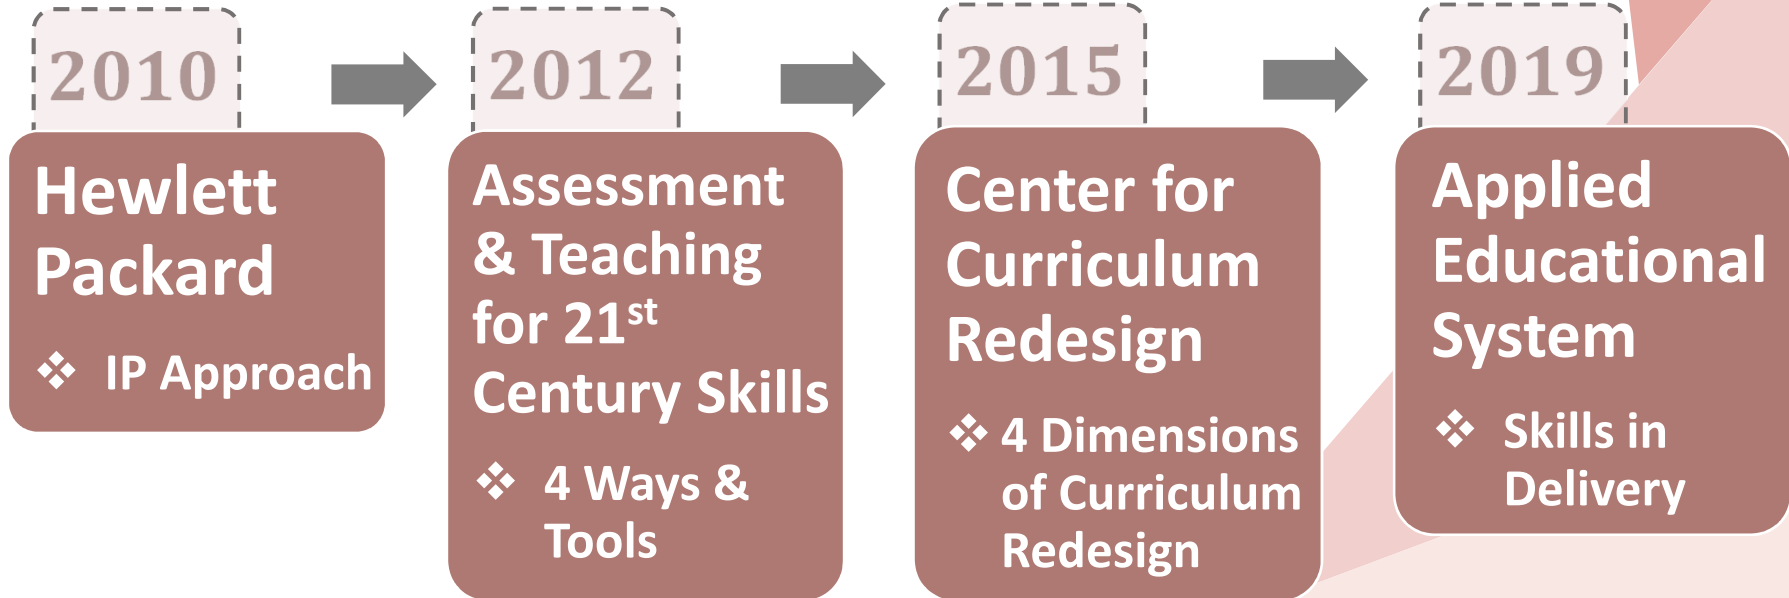 2010
Hewlett
Packard
❖ IP Approach
2012
Assessment
& Teaching
for 21st
Century Skills
❖ 4 Ways &
Tools
2015
Center for
Curriculum
Redesign
❖ 4 Dimensions
of Curriculum
Redesign
2019
Applied
Educational
System
❖ Skills in
Delivery